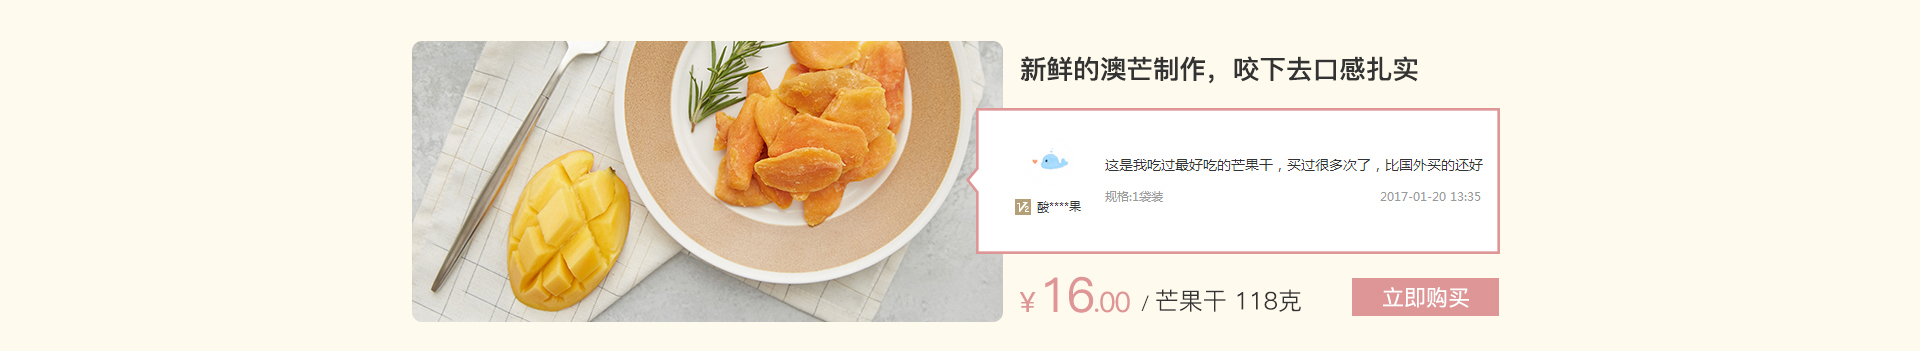 新鲜的澳芒制作，咬下去口感扎实
这是我吃过最好吃的芒果干，买过很多次了，比国外买的还好
规格:1袋装 2017-01-20 13:35
V2 酸****果
¥16.00 / 芒果干 118克
立即购买